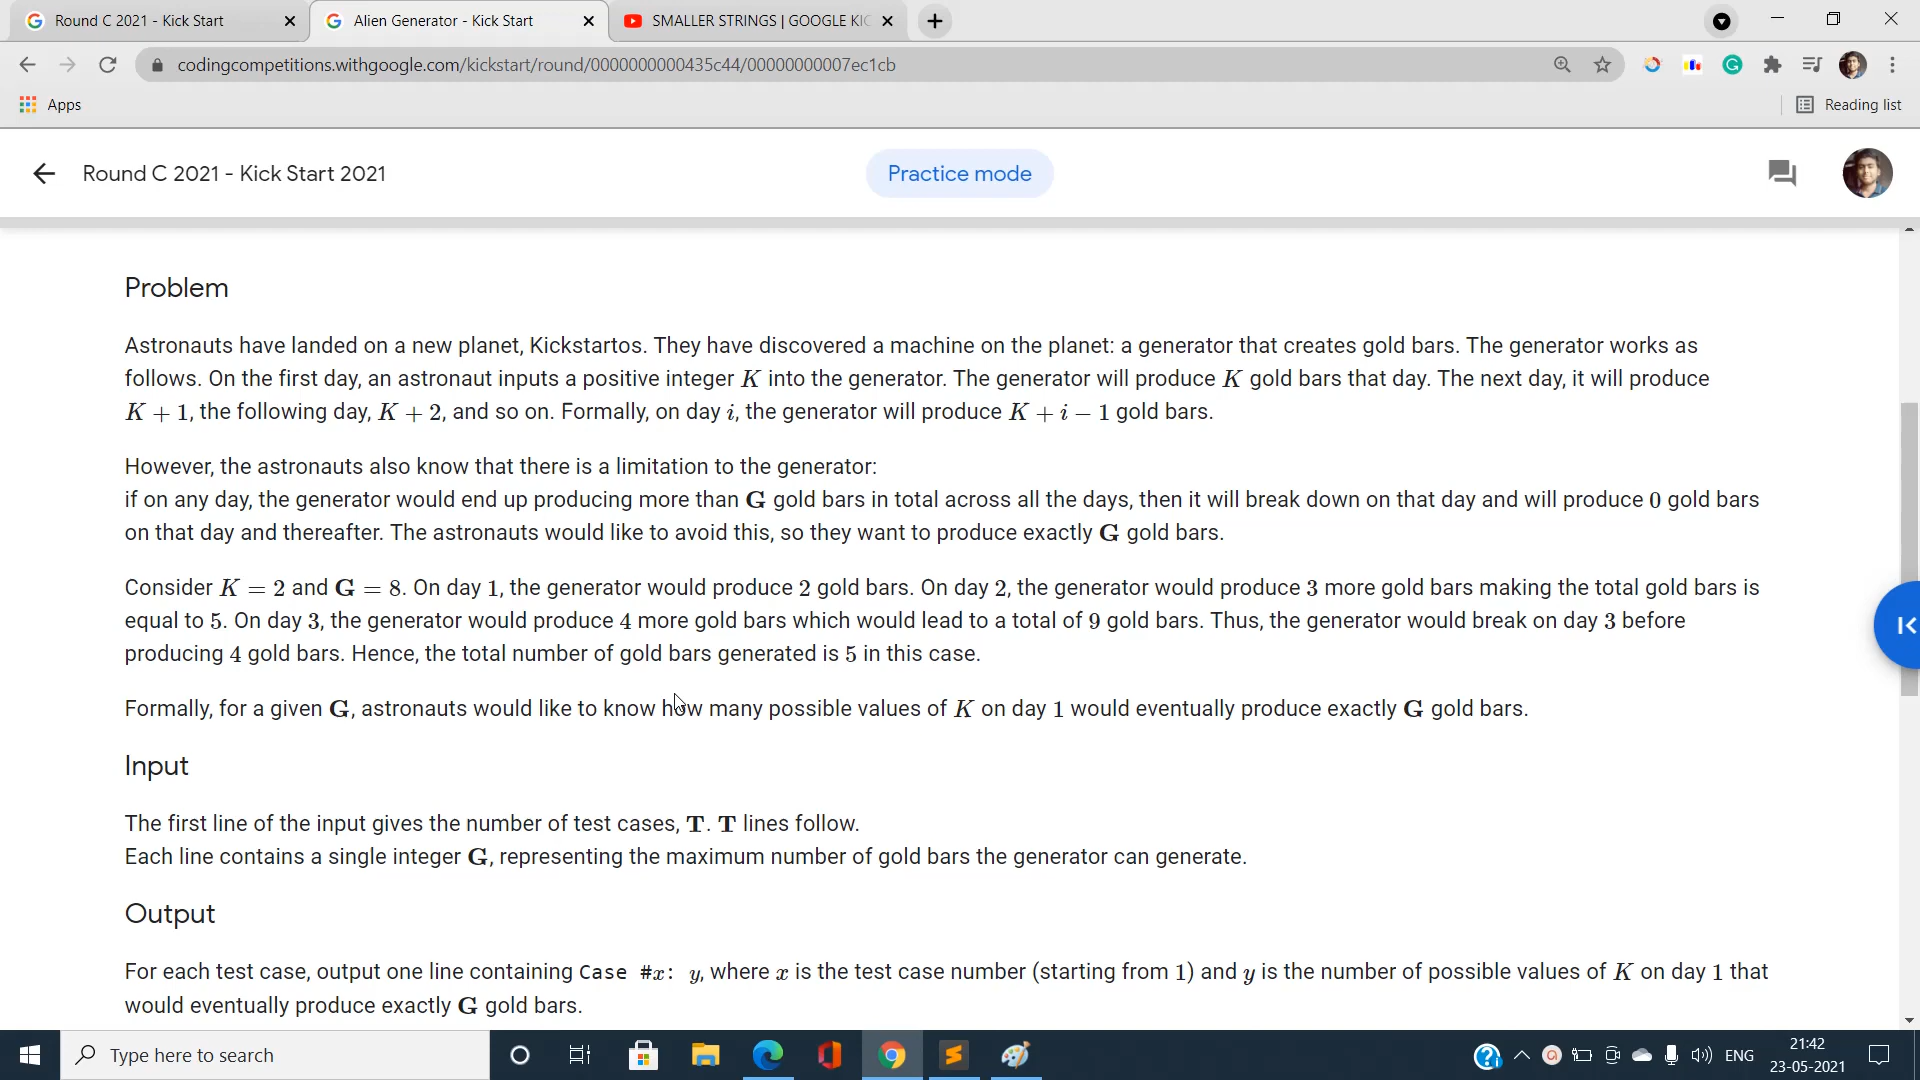 Round C 2021 - Kick Start
Alien Generator - Kick Start
SMALLER STRINGS | GOOGLE KIC
codingcompetitions.withgoogle.com/kickstart/round/0000000000435c44/00000000007ec1cb
Apps
Reading list
Round C 2021 - Kick Start 2021
Practice mode
Problem
Astronauts have landed on a new planet, Kickstartos. They have discovered a machine on the planet: a generator that creates gold bars. The generator works as
follows. On the first day, an astronaut inputs a positive integer K into the generator. The generator will produce K gold bars that day. The next day, it will produce
K + 1, the following day, K + 2, and so on. Formally, on day i, the generator will produce K + i − 1 gold bars.
However, the astronauts also know that there is a limitation to the generator:
if on any day, the generator would end up producing more than G gold bars in total across all the days, then it will break down on that day and will produce 0 gold bars
on that day and thereafter. The astronauts would like to avoid this, so they want to produce exactly G gold bars.
Consider K = 2 and G = 8. On day 1, the generator would produce 2 gold bars. On day 2, the generator would produce 3 more gold bars making the total gold bars is
equal to 5. On day 3, the generator would produce 4 more gold bars which would lead to a total of 9 gold bars. Thus, the generator would break on day 3 before
producing 4 gold bars. Hence, the total number of gold bars generated is 5 in this case.
Formally, for a given G, astronauts would like to know how many possible values of K on day 1 would eventually produce exactly G gold bars.
Input
The first line of the input gives the number of test cases, T. T lines follow.
Each line contains a single integer G, representing the maximum number of gold bars the generator can generate.
Output
For each test case, output one line containing Case #x: y, where x is the test case number (starting from 1) and y is the number of possible values of K on day 1 that
would eventually produce exactly G gold bars.
Type here to search
ENG
21:42
23-05-2021